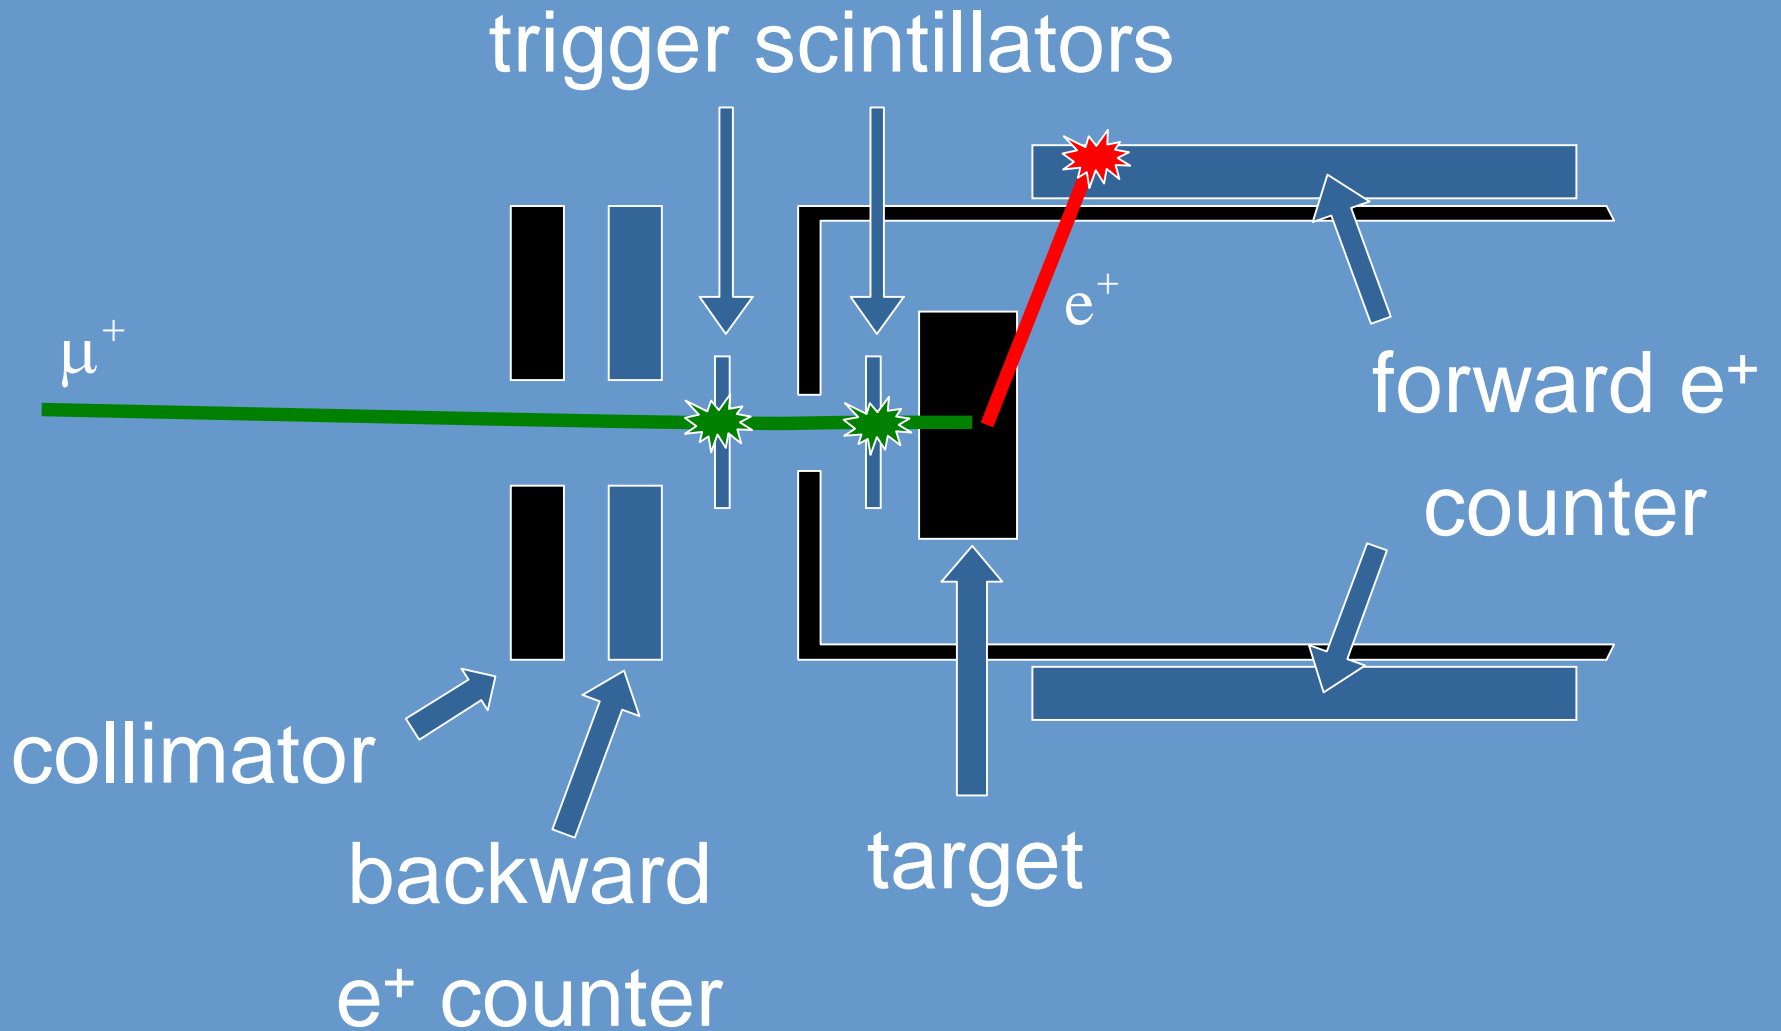 trigger scintillators
μ⁺
e⁺
forward e⁺
counter
collimator
backward
e⁺ counter
target